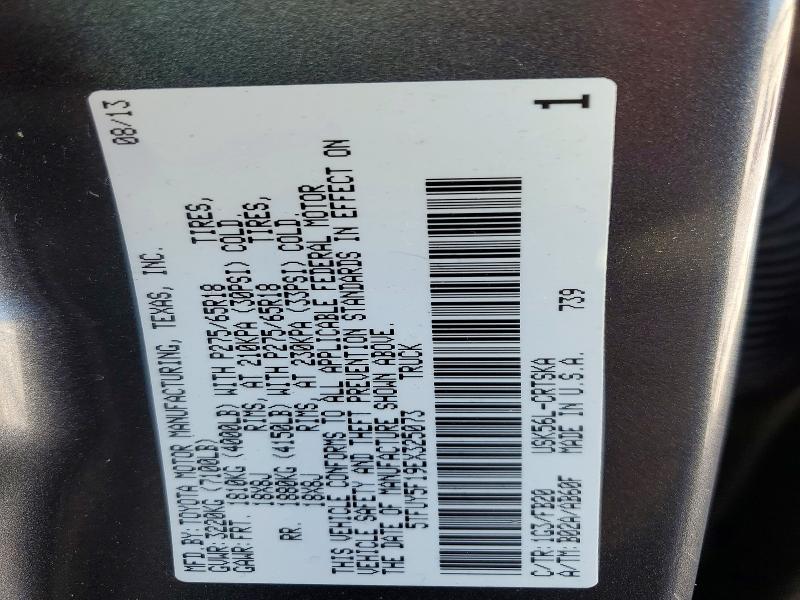 08/13
MFD.BY:TOYOTA MOTOR MANUFACTURING, TEXAS, INC.
GVWR:3220KG (7100LB)
GAWR:FRT. 1810KG (4000LB) WITH P275/65R18 TIRES,
18X8J RIMS, AT 210KPA (30PSI) COLD
RR. 1880KG (4150LB) WITH P275/65R18 TIRES,
18X8J RIMS, AT 230KPA (33PSI) COLD
THIS VEHICLE CONFORMS TO ALL APPLICABLE FEDERAL MOTOR
VEHICLE SAFETY AND THEFT PREVENTION STANDARDS IN EFFECT ON
THE DATE OF MANUFACTURE SHOWN ABOVE.
5TFUY5F19EX325073 TRUCK
C/TR:1G3/FB20 USK56L-CRTSKA 739
A/TM:B02A/AB60F MADE IN U.S.A.
1